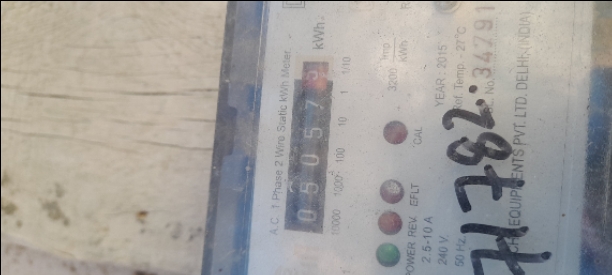 A.C. 1 Phase 2 Wire Static kWh Meter
05057
kWh
10000 1000 100 10 1 1/10
3200 Imp/kWh
CAL
POWER REV. EFLT
2.5-10 A
240 V.
50 Hz.
YEAR: 2015
Ref. Temp. -27°C
34791
EQUIPMENTS PVT. LTD. DELHI (INDIA)
71782